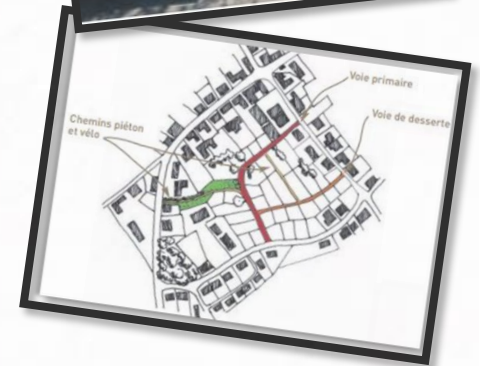 Voie primaire
Voie de desserte
Chemins piéton
et vélo